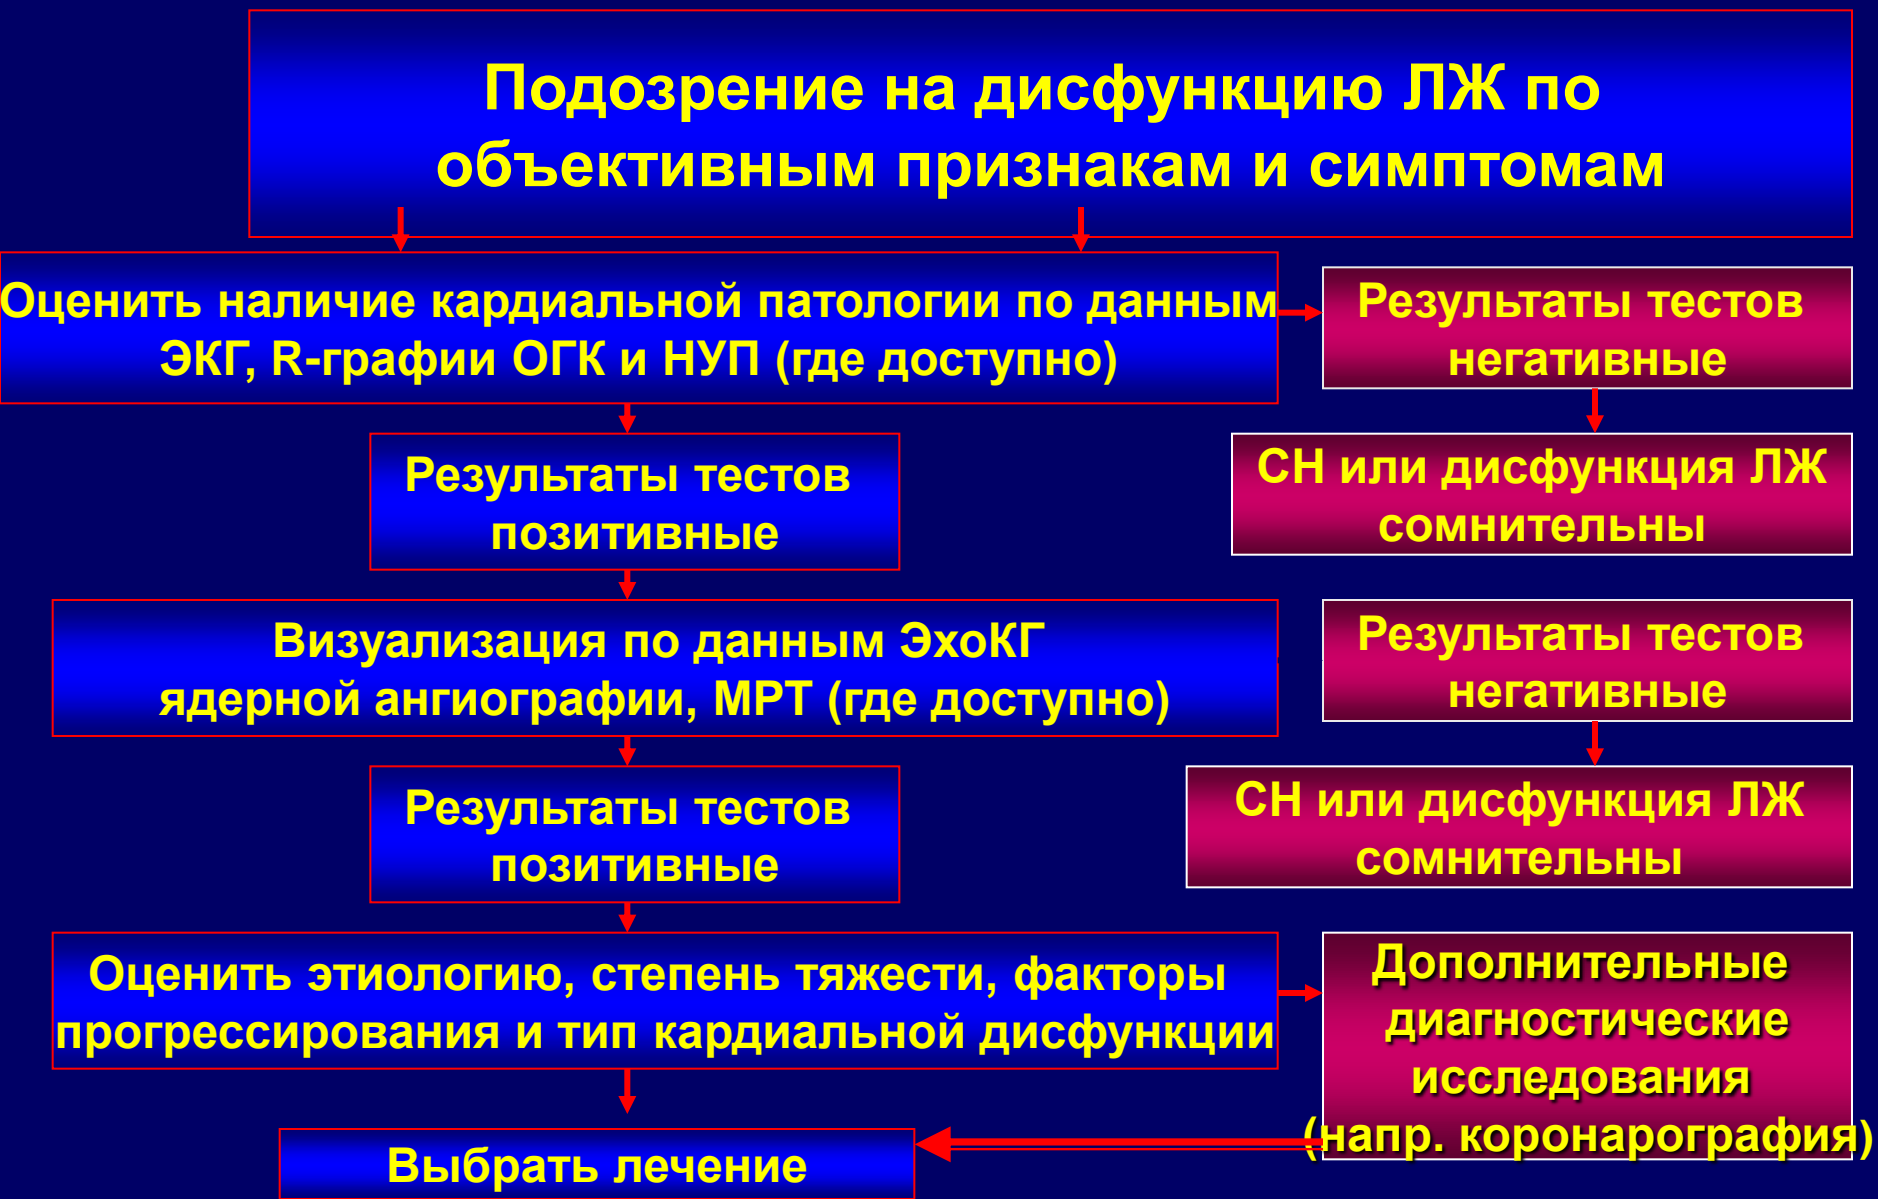 Подозрение на дисфункцию ЛЖ по
объективным признакам и симптомам
Оценить наличие кардиальной патологии по данным
ЭКГ, R-графии ОГК и НУП (где доступно)
Результаты тестов
негативные
Результаты тестов
позитивные
СН или дисфункция ЛЖ
сомнительны
Визуализация по данным ЭхоКГ
ядерной ангиографии, МРТ (где доступно)
Результаты тестов
негативные
Результаты тестов
позитивные
СН или дисфункция ЛЖ
сомнительны
Оценить этиологию, степень тяжести, факторы
прогрессирования и тип кардиальной дисфункции
Дополнительные
диагностические
исследования
(напр. коронарография)
Выбрать лечение